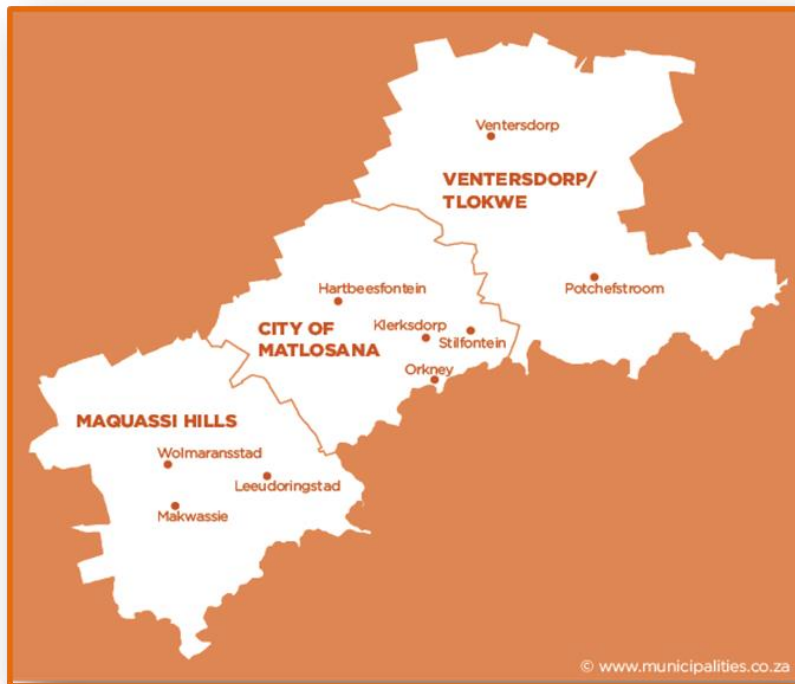 Ventersdorp
VENTERSDORP/
TLOKWE
Potchefstroom
Hartbeesfontein
CITY OF
MATLOSANA
Klerksdorp
Stilfontein
Orkney
MAQUASSI HILLS
Wolmaransstad
Leeudoringstad
Makwassie
© www.municipalities.co.za